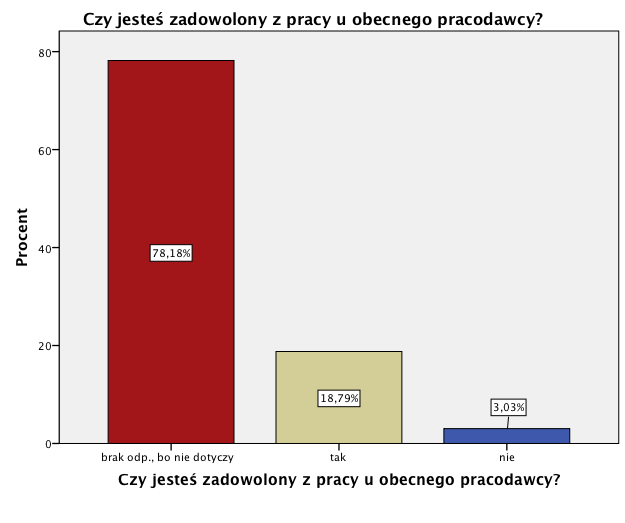 Czy jesteś zadowolony z pracy u obecnego pracodawcy?
Procent
80
60
40
20
0
78,18%
18,79%
3,03%
brak odp., bo nie dotyczy
tak
nie
Czy jesteś zadowolony z pracy u obecnego pracodawcy?